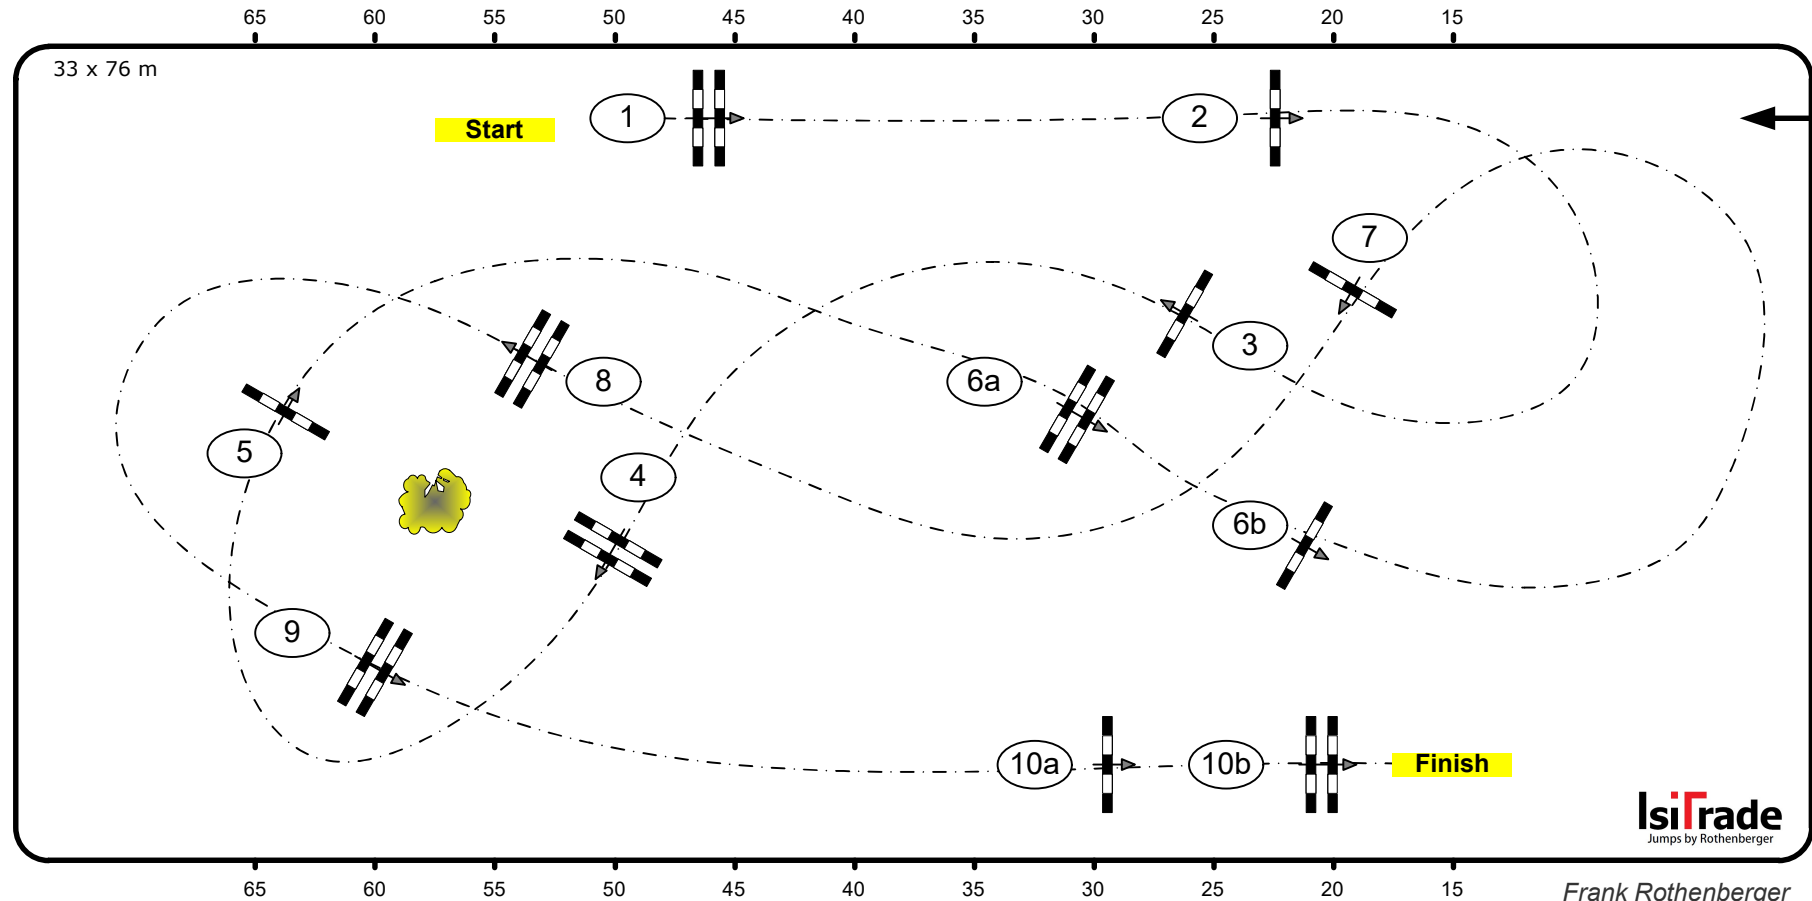 65 60 55 50 45 40 35 30 25 20 15
33 x 76 m
Start
1
2
7
3
8
6a
5
4
6b
9
10a
10b
Finish
IsiTrade
Jumps by Rothenberger
65 60 55 50 45 40 35 30 25 20 15
Frank Rothenberger